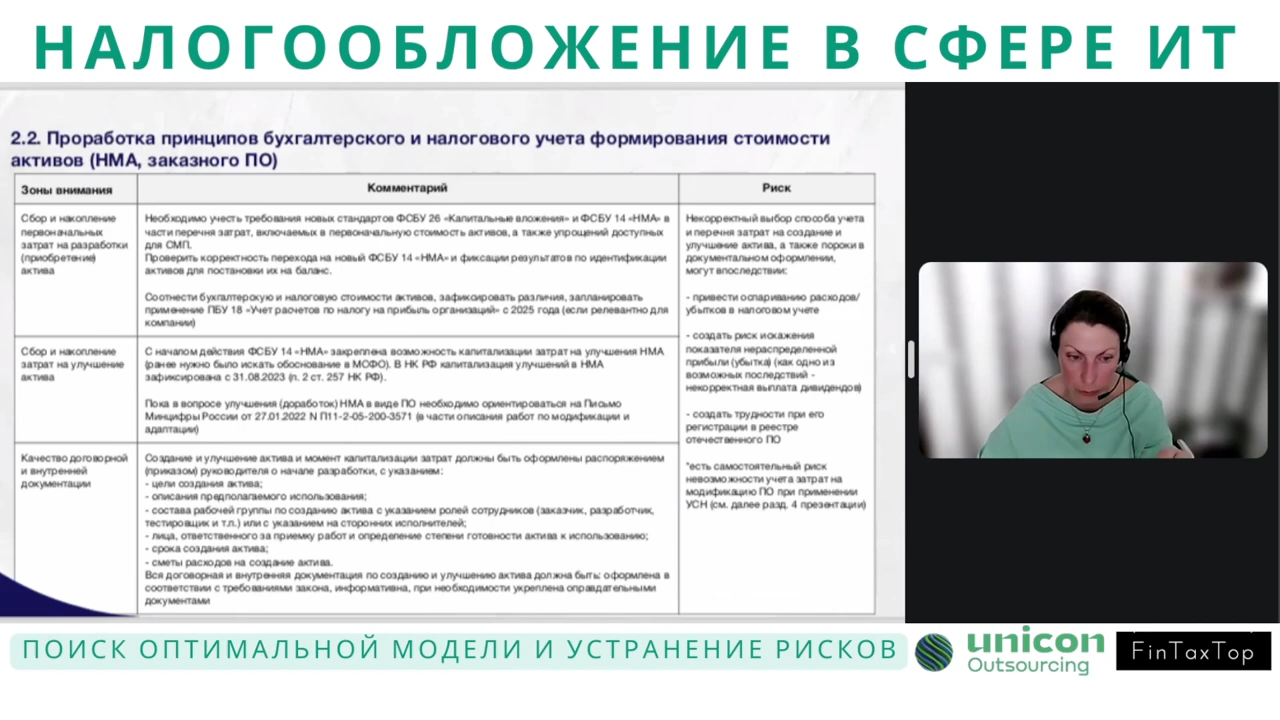 НАЛОГООБЛОЖЕНИЕ В СФЕРЕ ИТ
2.2. Проработка принципов бухгалтерского и налогового учета формирования стоимости
активов (НМА, заказного ПО)
Зоны внимания
Комментарий
Риск
Сбор и накопление
первоначальных
затрат на разработки
(приобретение)
актива
Необходимо учесть требования новых стандартов ФСБУ 26 «Капитальные вложения» и ФСБУ 14 «НМА» в
части перечня затрат, включаемых в первоначальную стоимость активов, а также упрощений доступных
для СМП.
Проверить корректность перехода на новый ФСБУ 14 «НМА» и фиксации результатов по идентификации
активов для постановки их на баланс.
Соотнести бухгалтерскую и налоговую стоимости активов, зафиксировать различия, запланировать
применение ПБУ 18 «Учет расчетов по налогу на прибыль организаций» с 2025 года (если релевантно для
компании)
Некорректный выбор способа учета
и перечня затрат на создание и
улучшение актива, а также пороки в
документальном оформлении,
могут впоследствии:
- привести оспариванию расходов/
убытков в налоговом учете
- создать риск искажения
показателя нераспределенной
прибыли (убытка) (как одно из
возможных последствий -
некорректная выплата дивидендов)
- создать трудности при его
регистрации в реестре
отечественного ПО
*есть самостоятельный риск
невозможности учета затрат на
модификацию ПО при применении
УСН (см. далее разд. 4 презентации)
Сбор и накопление
затрат на улучшение
актива
С началом действия ФСБУ 14 «НМА» закреплена возможность капитализации затрат на улучшения НМА
(ранее нужно было искать обоснование в МСФО). В НК РФ капитализация улучшений в НМА
зафиксирована с 31.08.2023 (п. 2 ст. 257 НК РФ).
Пока в вопросе улучшения (доработок) НМА в виде ПО необходимо ориентироваться на Письмо
Минцифры России от 27.01.2022 N П11-2-05-200-3571 (в части описания работ по модификации и
адаптации)
Качество договорной
и внутренней
документации
Создание и улучшение актива и момент капитализации затрат должны быть оформлены распоряжением
(приказом) руководителя о начале разработки, с указанием:
- цели создания актива;
- описания предполагаемого использования;
- состава рабочей группы по созданию актива с указанием ролей сотрудников (заказчик, разработчик,
тестировщик и т.п.) или с указанием на сторонних исполнителей;
- лица, ответственного за приемку работ и определение степени готовности актива к использованию;
- срока создания актива;
- сметы расходов на создание актива.
Вся договорная и внутренняя документация по созданию и улучшению актива должна быть: оформлена в
соответствии с требованиями закона, информативна, при необходимости укреплена оправдательными
документами
ПОИСК ОПТИМАЛЬНОЙ МОДЕЛИ И УСТРАНЕНИЕ РИСКОВ
unicon
Outsourcing
FinTaxTop